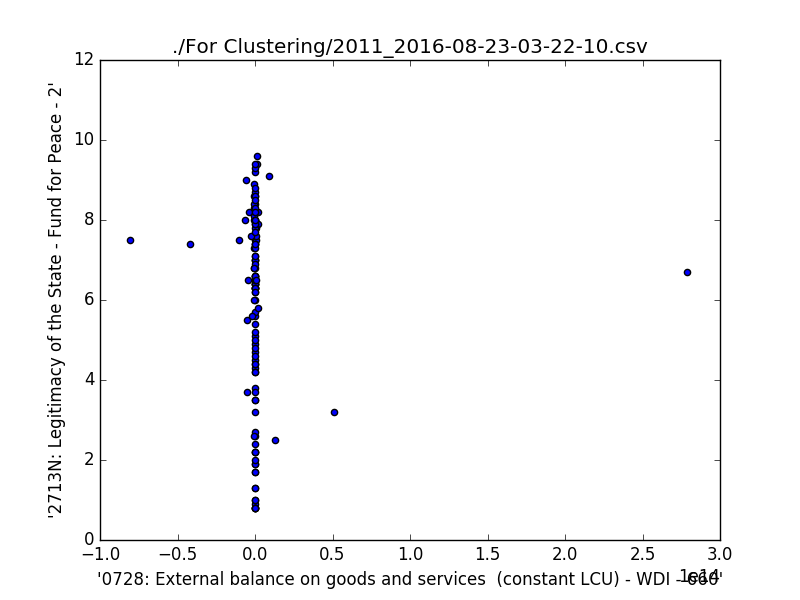 ./For Clustering/2011_2016-08-23-03-22-10.csv
12
10
8
6
4
2
0
'2713N: Legitimacy of the State - Fund for Peace - 2'
−1.0 −0.5 0.0 0.5 1.0 1.5 2.0 2.5 3.0
1e14
'0728: External balance on goods and services (constant LCU) - WDI - 660'